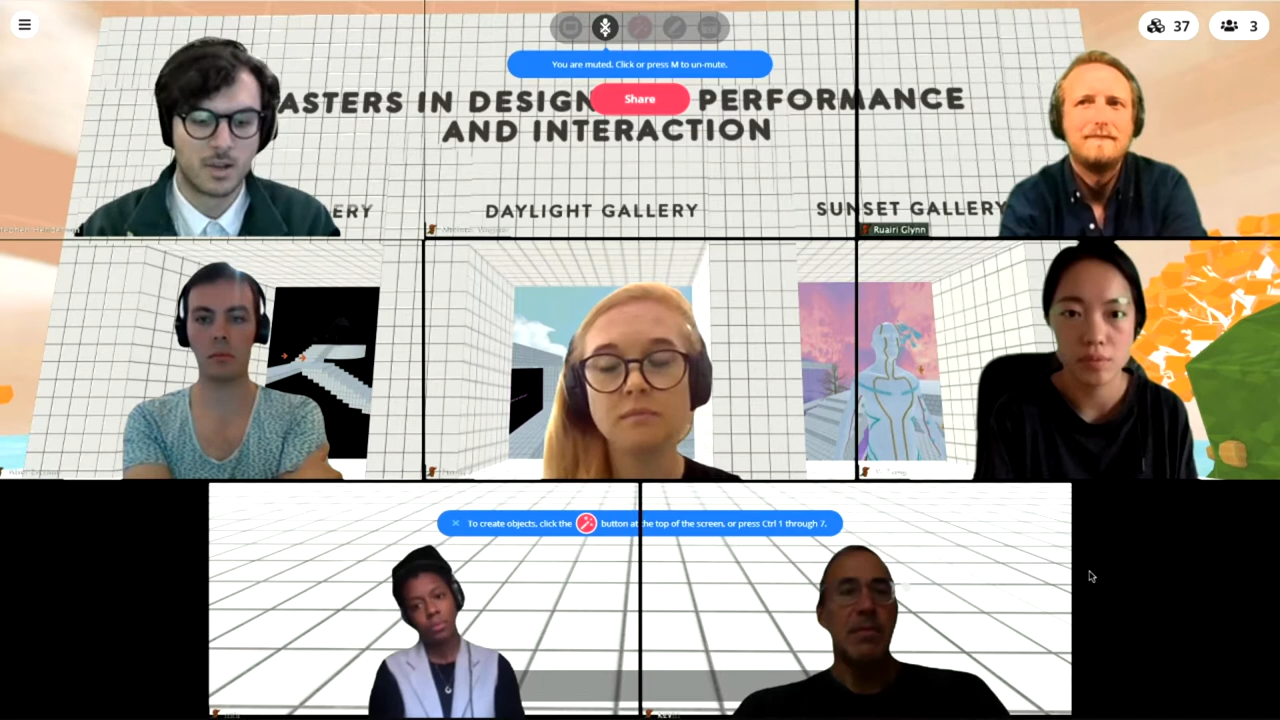 37
3
You are muted. Click or press M to un-mute.
Share
ASTERS IN DESIGN PERFORMANCE
AND INTERACTION
ERY
DAYLIGHT GALLERY
SUNSET GALLERY
Ruairi Glynn
× To create objects, click the button at the top of the screen, or press Ctrl 1 through 7.